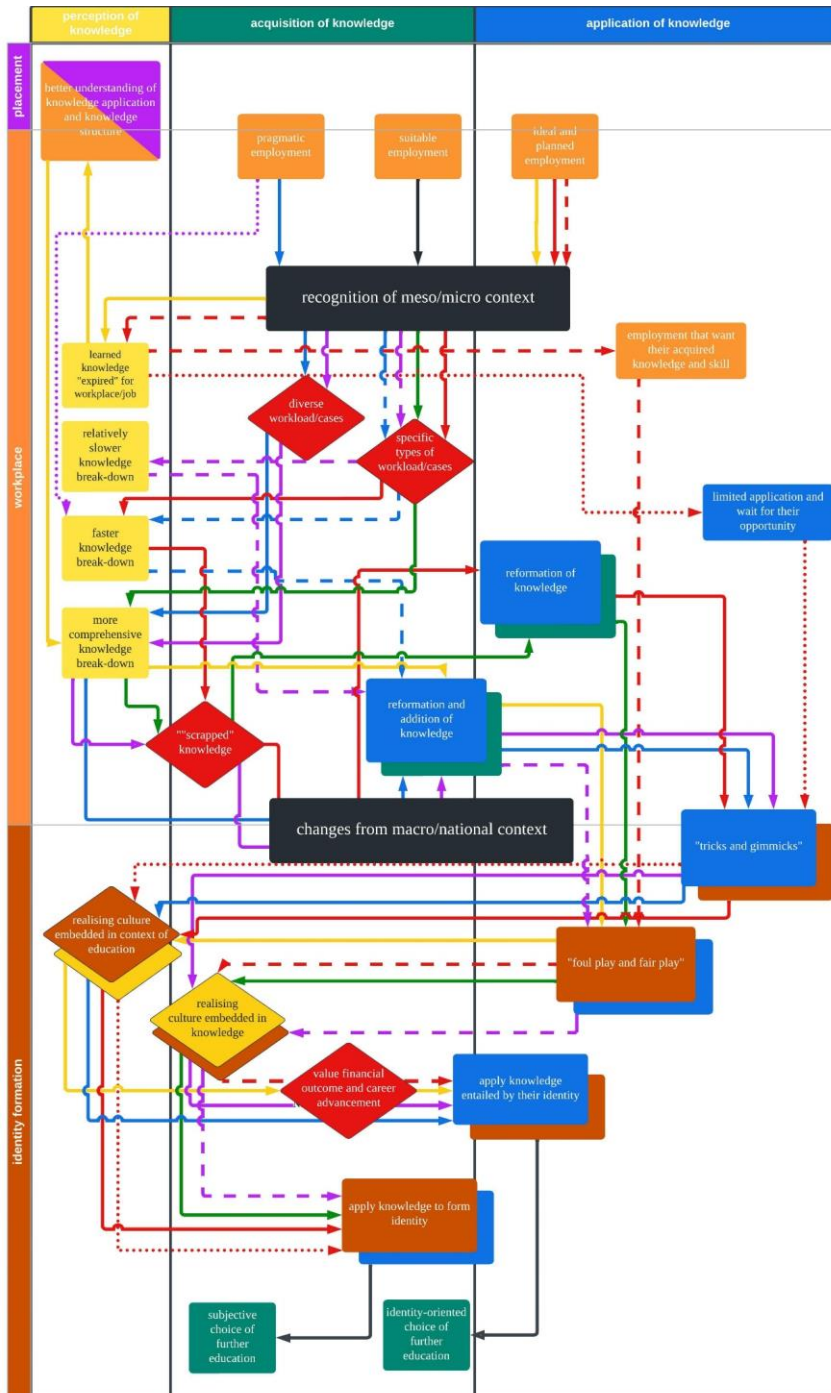 perception of
knowledge
acquisition of knowledge
application of knowledge
placement
better understanding of
knowledge application
and knowledge
structure
workplace
pragmatic
employment
suitable
employment
ideal and
planned
employment
recognition of meso/micro context
learned
knowledge
"expired" for
workplace/job
employment that want
their acquired
knowledge and skill
diverse
workload/cases
relatively
slower
knowledge
break-down
specific
types of
workload/cases
limited application and
wait for their
opportunity
faster
knowledge
break-down
reformation of
knowledge
more
comprehensive
knowledge
break-down
reformation and
addition of
knowledge
""scrapped"
knowledge
changes from macro/national context
"tricks and gimmicks"
identity formation
realising culture
embedded in context of
education
"foul play and fair play"
realising
culture embedded in
knowledge
value financial
outcome and career
advancement
apply knowledge
entailed by their identity
apply knowledge to form
identity
subjective
choice of
further
education
identity-oriented
choice of further
education